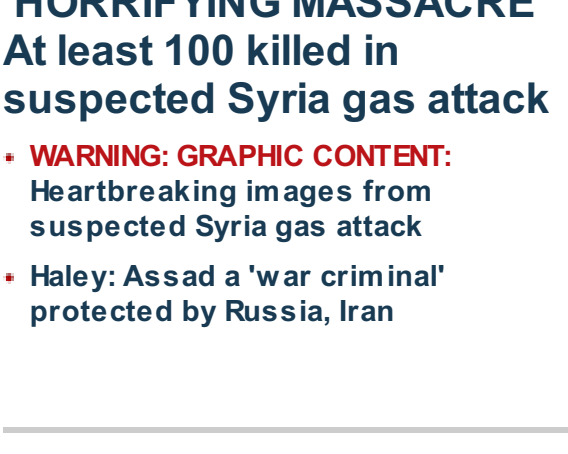 'HORRIFYING MASSACRE'
At least 100 killed in
suspected Syria gas attack
WARNING: GRAPHIC CONTENT:
Heartbreaking images from
suspected Syria gas attack
Haley: Assad a 'war criminal'
protected by Russia, Iran